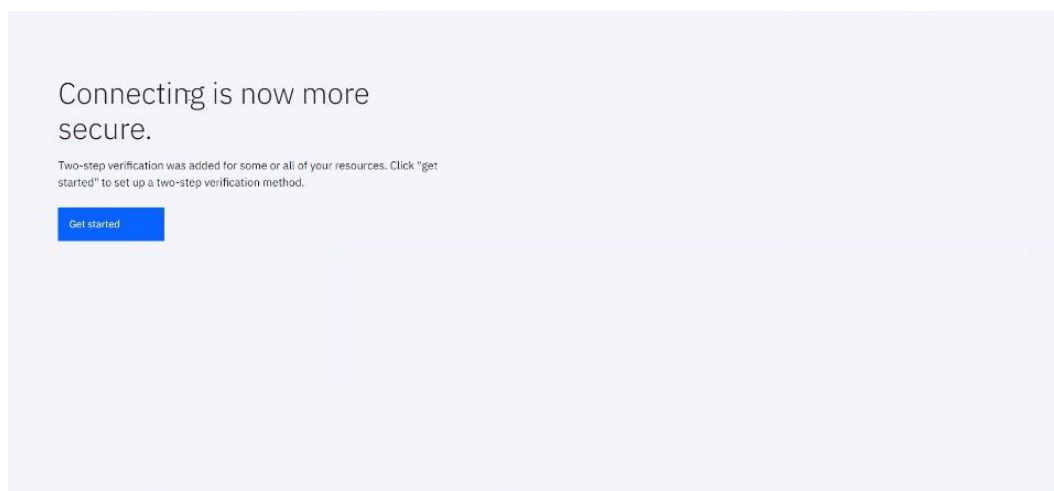 Connecting is now more
secure.
Two-step verification was added for some or all of your resources. Click "get
started" to set up a two-step verification method.
Get started